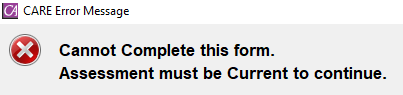 CARE Error Message
Cannot Complete this form.
Assessment must be Current to continue.